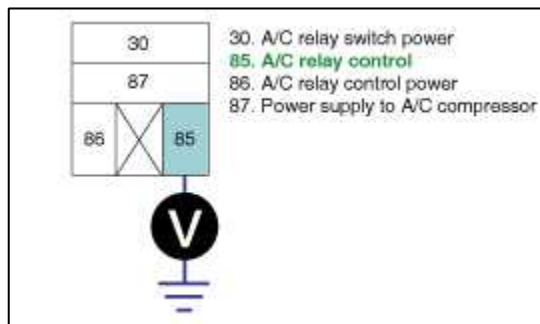 30
87
86 85
V
30. A/C relay switch power
85. A/C relay control
86. A/C relay control power
87. Power supply to A/C compressor